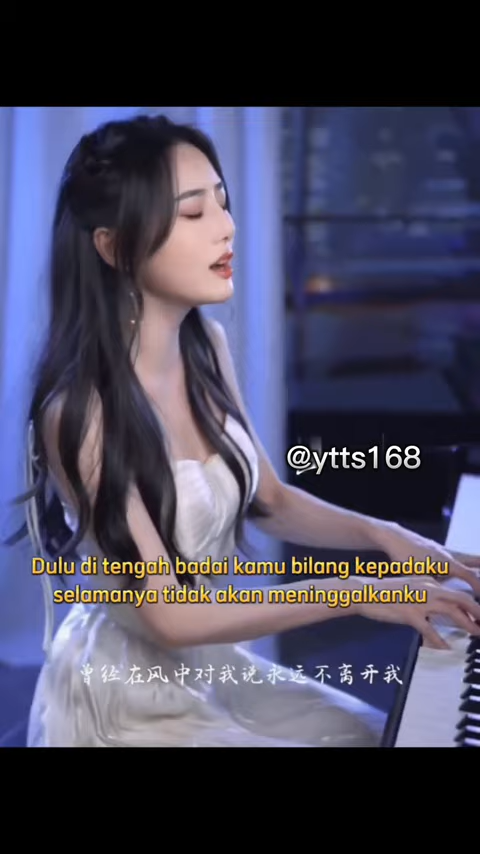 @ytts168
Dulu di tengah badai kamu bilang kepadaku
selamanya tidak akan meninggalkanku
曾经在风中对我说永远不离开我